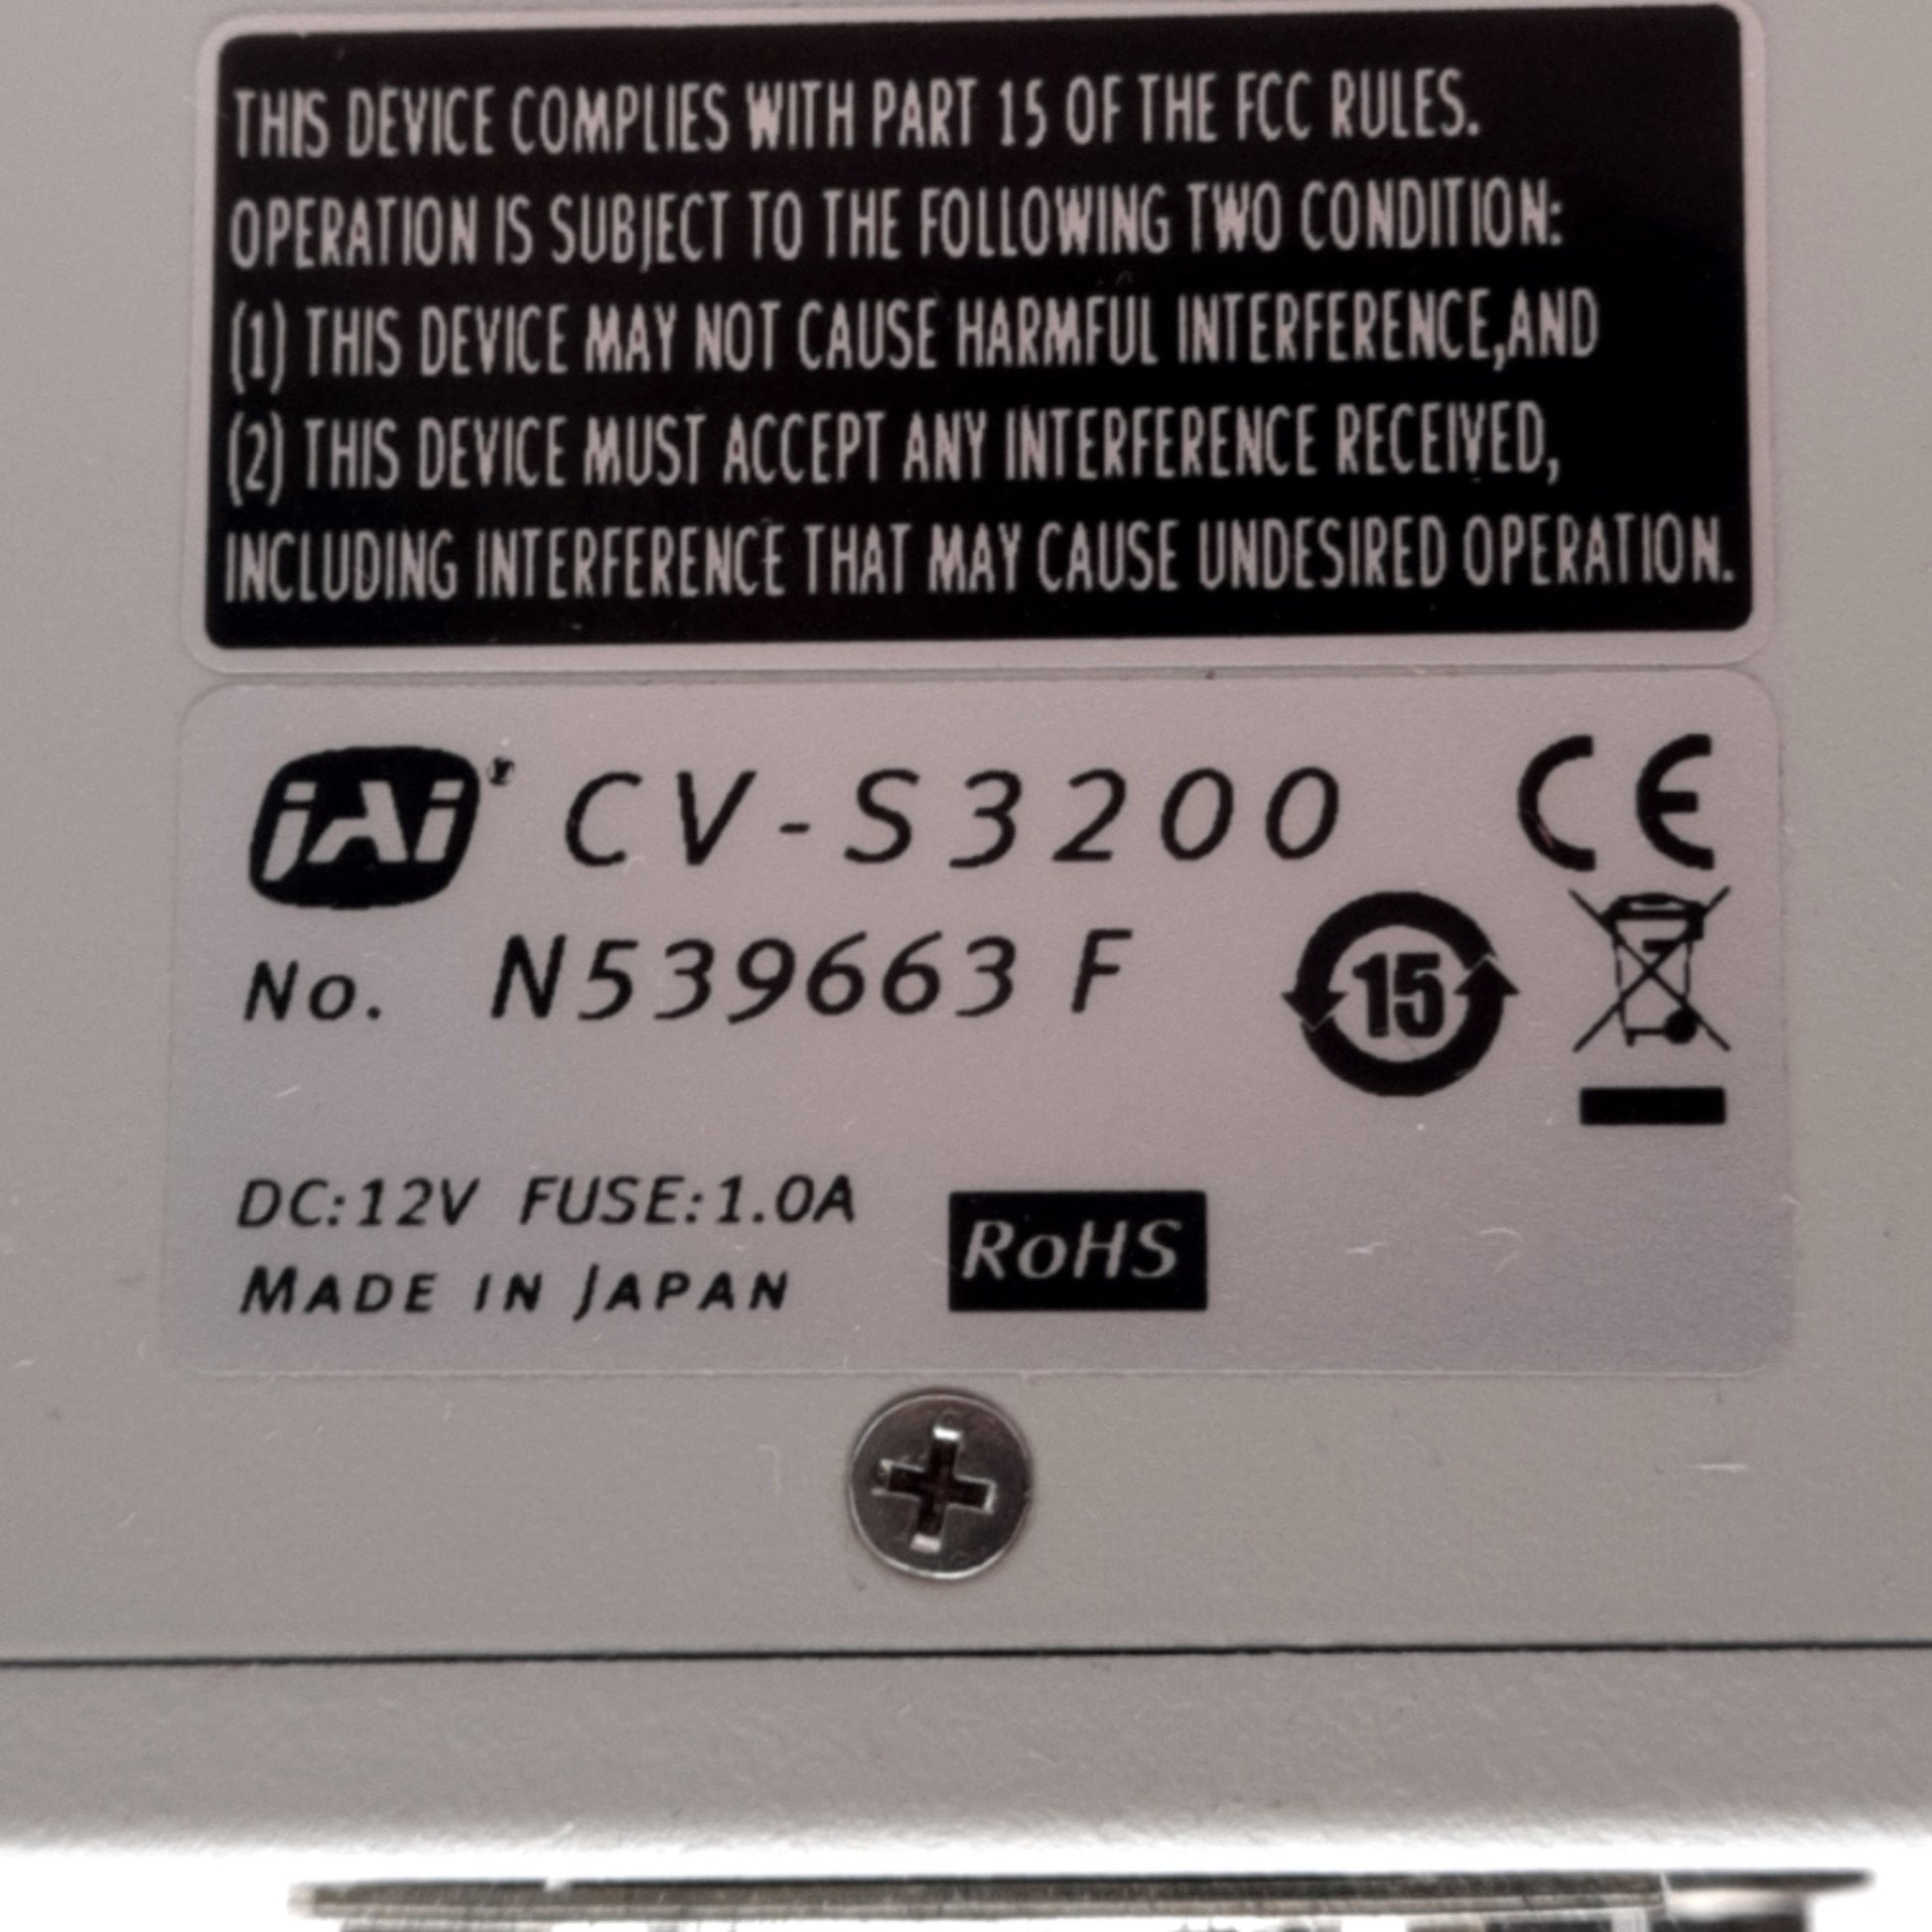 THIS DEVICE COMPLIES WITH PART 15 OF THE FCC RULES.
OPERATION IS SUBJECT TO THE FOLLOWING TWO CONDITION:
(1) THIS DEVICE MAY NOT CAUSE HARMFUL INTERFERENCE,AND
(2) THIS DEVICE MUST ACCEPT ANY INTERFERENCE RECEIVED,
INCLUDING INTERFERENCE THAT MAY CAUSE UNDESIRED OPERATION.
jAi CV-S3200 CE
No. N539663 F
15
DC:12V FUSE:1.0A
RoHS
MADE IN JAPAN